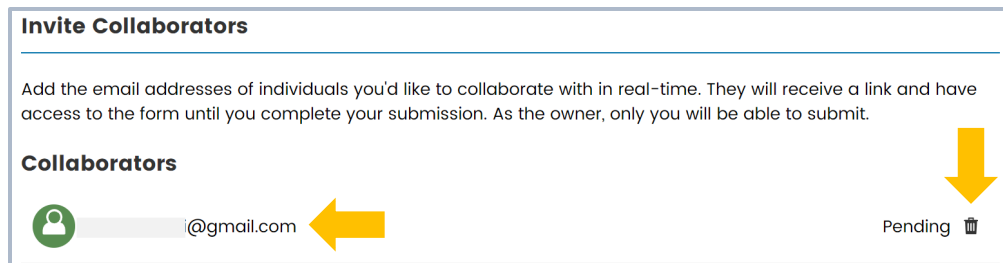 Invite Collaborators
Add the email addresses of individuals you'd like to collaborate with in real-time. They will receive a link and have
access to the form until you complete your submission. As the owner, only you will be able to submit.
Collaborators
@gmail.com
Pending